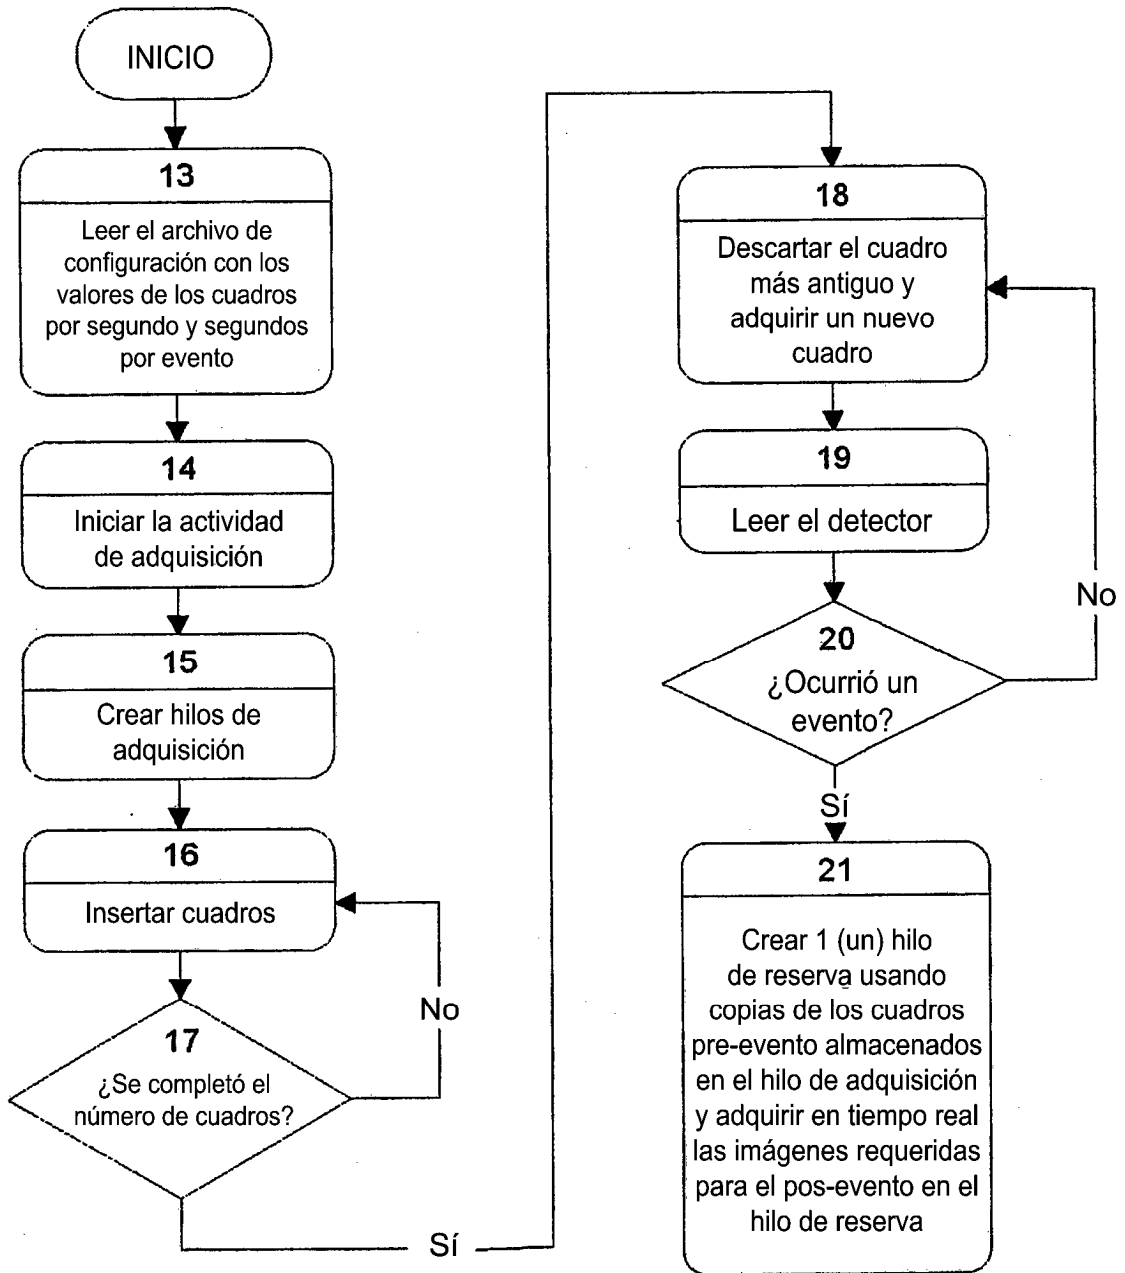 INICIO
13
Leer el archivo de
configuración con los
valores de los cuadros
por segundo y segundos
por evento
14
Iniciar la actividad
de adquisición
15
Crear hilos de
adquisición
16
Insertar cuadros
No
17
¿Se completó el
número de cuadros?
Sí
18
Descartar el cuadro
más antiguo y
adquirir un nuevo
cuadro
19
Leer el detector
No
20
¿Ocurrió un
evento?
Sí
21
Crear 1 (un) hilo
de reserva usando
copias de los cuadros
pre-evento almacenados
en el hilo de adquisición
y adquirir en tiempo real
las imágenes requeridas
para el pos-evento en el
hilo de reserva